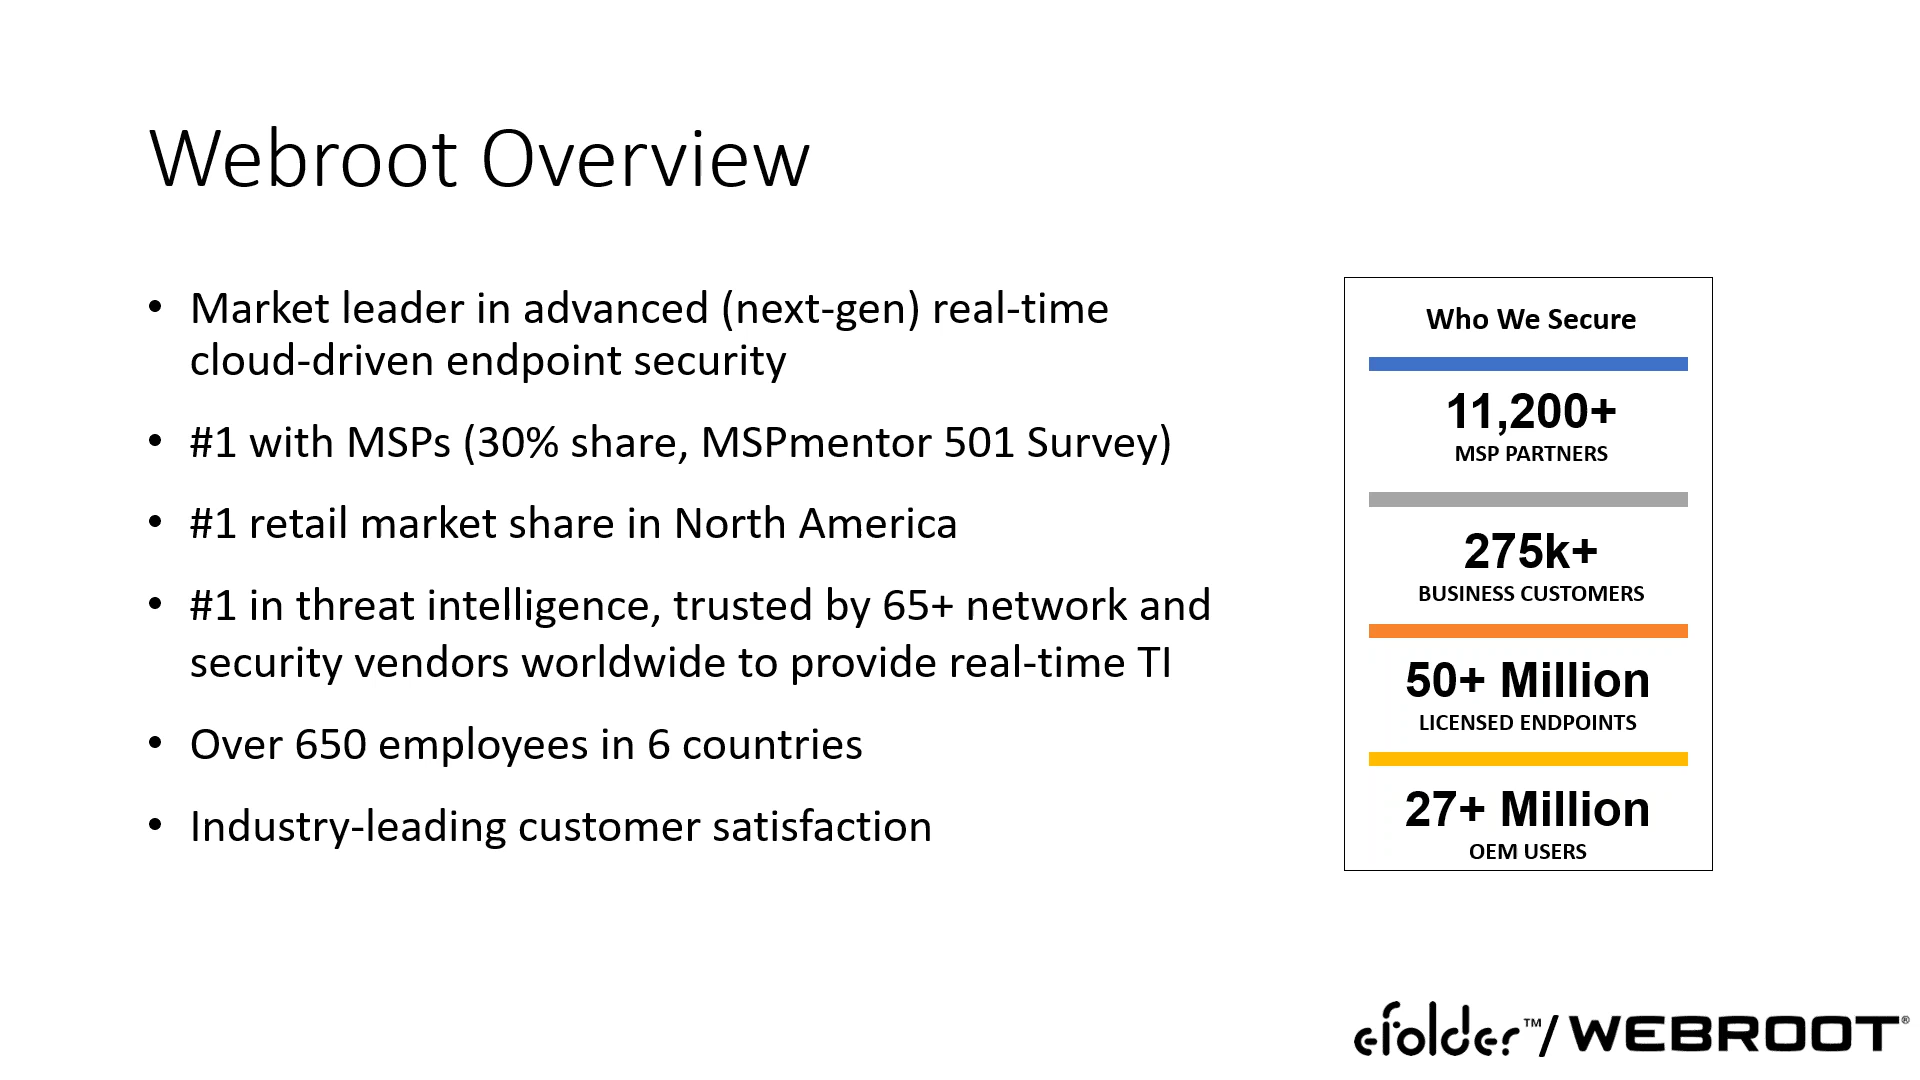 Webroot Overview
• Market leader in advanced (next-gen) real-time
cloud-driven endpoint security
• #1 with MSPs (30% share, MSPmentor 501 Survey)
• #1 retail market share in North America
• #1 in threat intelligence, trusted by 65+ network and
security vendors worldwide to provide real-time TI
• Over 650 employees in 6 countries
• Industry-leading customer satisfaction
Who We Secure
11,200+
MSP PARTNERS
275k+
BUSINESS CUSTOMERS
50+ Million
LICENSED ENDPOINTS
27+ Million
OEM USERS
efolder™/WEBROOT®